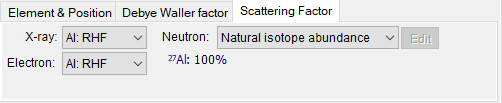 Element & Position Debye Waller factor Scattering Factor
X-ray: Al: RHF Neutron: Natural isotope abundance Edit
Electron: Al: RHF ²⁷Al: 100%